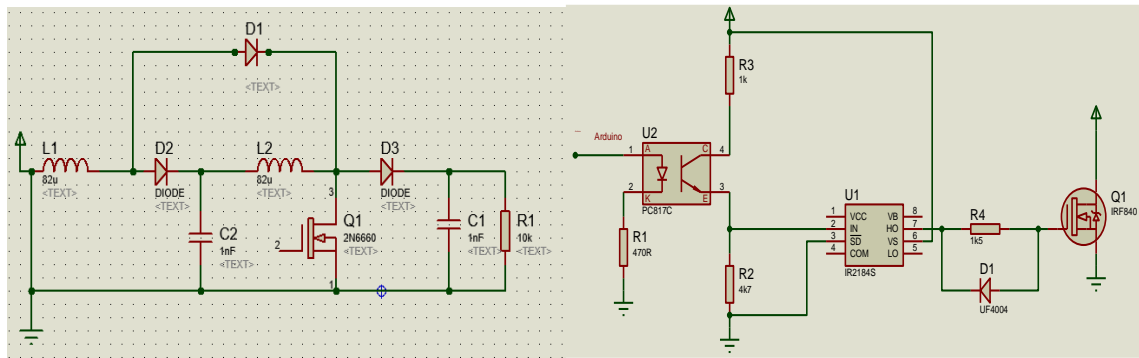 D1
<TEXT>
L1
82u
<TEXT>
D2
DIODE
<TEXT>
L2
82u
<TEXT>
D3
DIODE
<TEXT>
C2
1nF
<TEXT>
3
2
1
Q1
2N6660
<TEXT>
C1
1nF
<TEXT>
R1
10k
<TEXT>
R3
1k
Arduino
U2
1
A
C
4
2
K
E
3
PC817C
R1
470R
R2
4k7
U1
1 VCC VB 8
2 IN HO 7
3 SD VS 6
4 COM LO 5
IR2184S
R4
1k5
D1
UF4004
Q1
IRF840